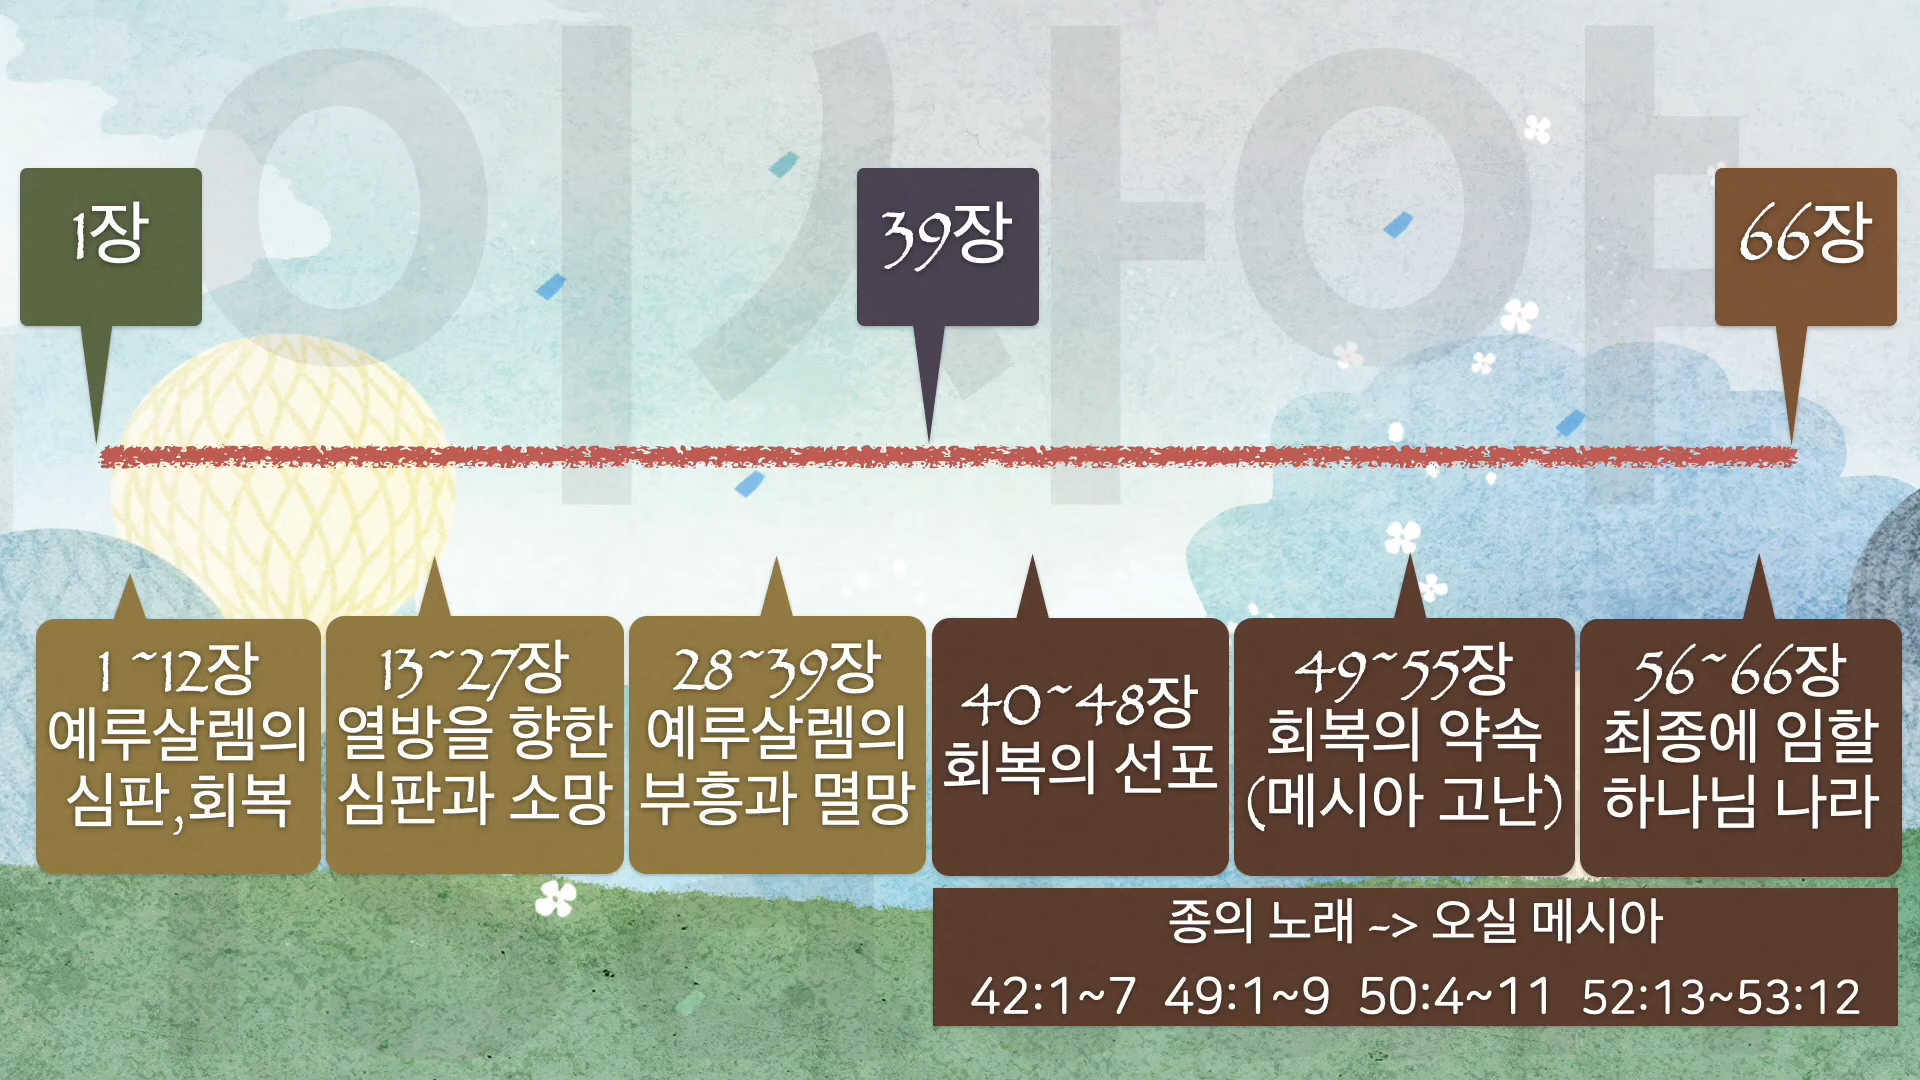 이사야
1장
39장
66장
1 ~12장
예루살렘의
심판,회복
13~27장
열방을 향한
심판과 소망
28~39장
예루살렘의
부흥과 멸망
40~48장
회복의 선포
49~55장
회복의 약속
(메시아 고난)
56~66장
최종에 임할
하나님 나라
종의 노래 ~> 오실 메시아
42:1~7 49:1~9 50:4~11 52:13~53:12